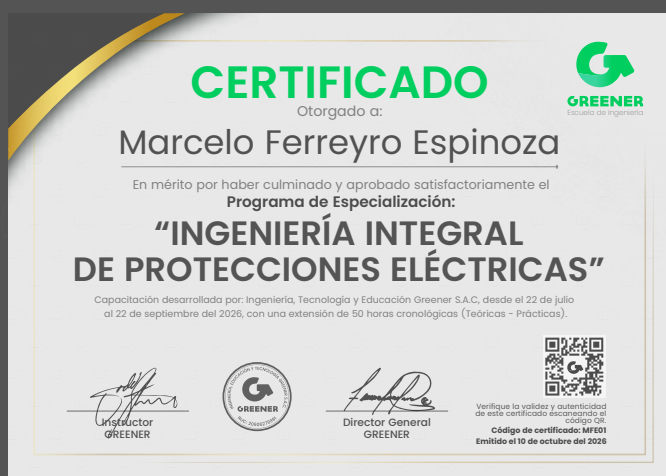 CERTIFICADO
Otorgado a:
Marcelo Ferreyro Espinoza
GREENER
Escuela de Ingeniería
En mérito por haber culminado y aprobado satisfactoriamente el
Programa de Especialización:
“INGENIERÍA INTEGRAL
DE PROTECCIONES ELÉCTRICAS”
Capacitación desarrollada por: Ingeniería, Tecnología y Educación Greener S.A.C, desde el 22 de julio
al 22 de septiembre del 2026, con una extensión de 50 horas cronológicas (Teóricas - Prácticas).
Instructor
GREENER
GREENER
Director General
GREENER
Verifique la validez y autenticidad
de este certificado escaneando el
código QR.
Código de certificado: MFE01
Emitido el 10 de octubre del 2026